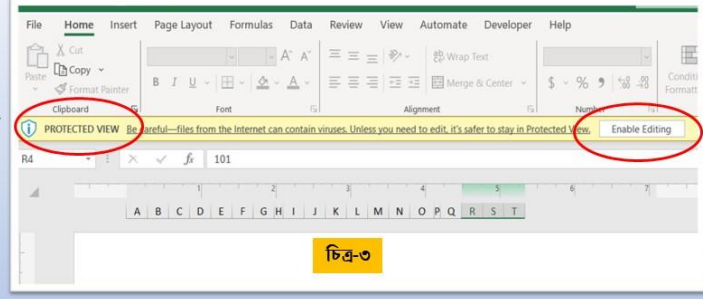 File Home Insert Page Layout Formulas Data Review View Automate Developer Help
Cut
Copy
Paste
Format Painter
Wrap Text
B I U
Merge & Center
$ % 9
Conditi
Formatt
Clipboard Font Alignment Number
PROTECTED VIEW Be careful—files from the Internet can contain viruses. Unless you need to edit, it's safer to stay in Protected View. Enable Editing
R4 fx 101
1 2 3 4 5 6 7
A B C D E F G H I J K L M N O P Q R S T
চিত্র-৩